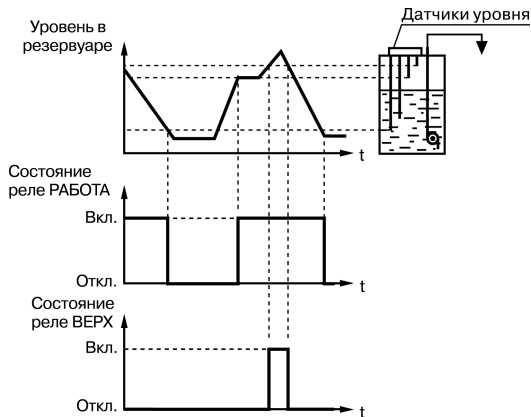 Уровень в
резервуаре
Датчики уровня
t
Состояние
реле РАБОТА
Вкл.
Откл.
t
Состояние
реле ВЕРХ
Вкл.
Откл.
t